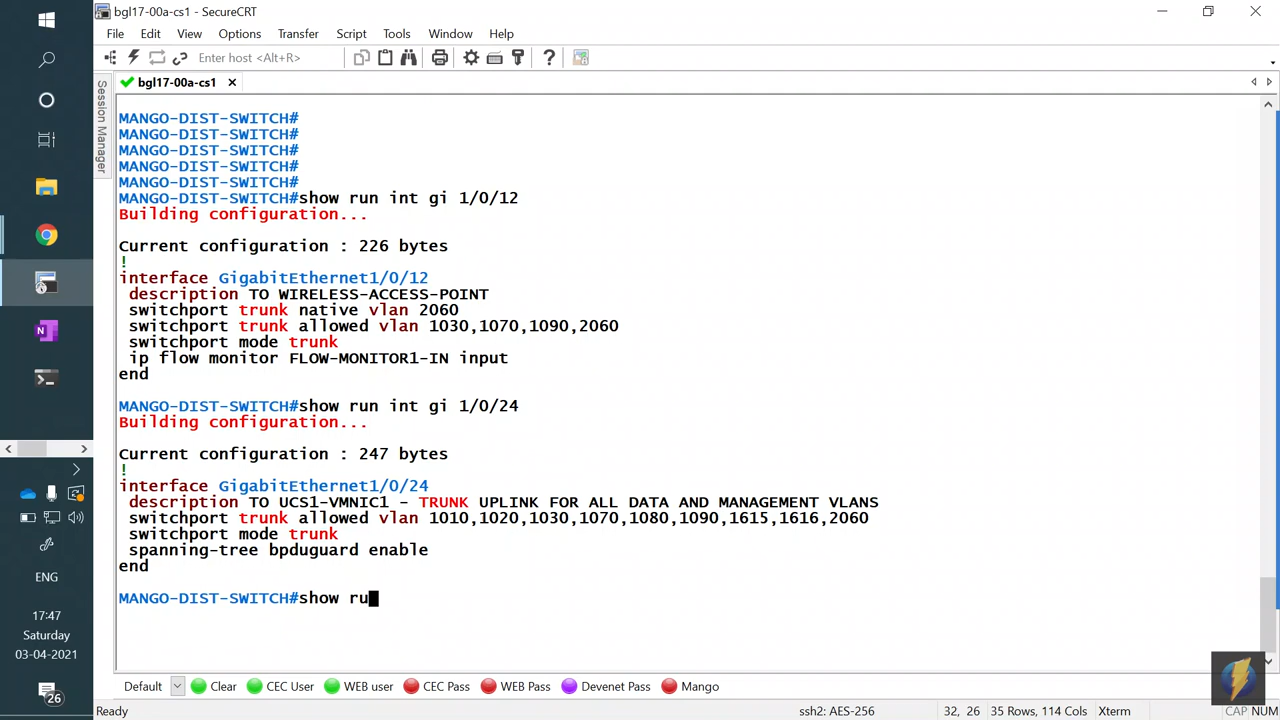 bgl17-00a-cs1 - SecureCRT
File Edit View Options Transfer Script Tools Window Help
Enter host <Alt+R>
bgl17-00a-cs1
Session Manager
MANGO-DIST-SWITCH#
MANGO-DIST-SWITCH#
MANGO-DIST-SWITCH#
MANGO-DIST-SWITCH#
MANGO-DIST-SWITCH#
MANGO-DIST-SWITCH#show run int gi 1/0/12
Building configuration...
Current configuration : 226 bytes
!
interface GigabitEthernet1/0/12
description TO WIRELESS-ACCESS-POINT
switchport trunk native vlan 2060
switchport trunk allowed vlan 1030,1070,1090,2060
switchport mode trunk
ip flow monitor FLOW-MONITOR1-IN input
end
MANGO-DIST-SWITCH#show run int gi 1/0/24
Building configuration...
Current configuration : 247 bytes
!
interface GigabitEthernet1/0/24
description TO UCS1-VMNIC1 - TRUNK UPLINK FOR ALL DATA AND MANAGEMENT VLANS
switchport trunk allowed vlan 1010,1020,1030,1070,1080,1090,1615,1616,2060
switchport mode trunk
spanning-tree bpduguard enable
end
MANGO-DIST-SWITCH#show ru
Default Clear CEC User WEB user CEC Pass WEB Pass Devenet Pass Mango
Ready ssh2: AES-256 32, 26 35 Rows, 114 Cols Xterm CAP NUM
N
ENG
17:47
Saturday
03-04-2021
26